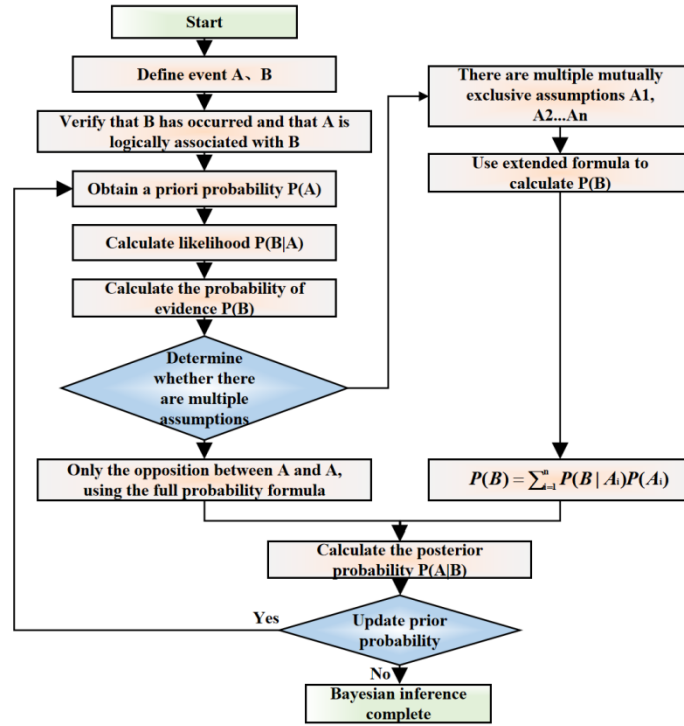 Start
Define event A、B
Verify that B has occurred and that A is
logically associated with B
Obtain a priori probability P(A)
Calculate likelihood P(B|A)
Calculate the probability of
evidence P(B)
Determine
whether there
are multiple
assumptions
Only the opposition between A and A,
using the full probability formula
There are multiple mutually
exclusive assumptions A1,
A2...An
Use extended formula to
calculate P(B)
P(B) = ∑ⁿᵢ₌₁ P(B | Aᵢ)P(Aᵢ)
Calculate the posterior
probability P(A|B)
Yes
Update prior
probability
No
Bayesian inference
complete